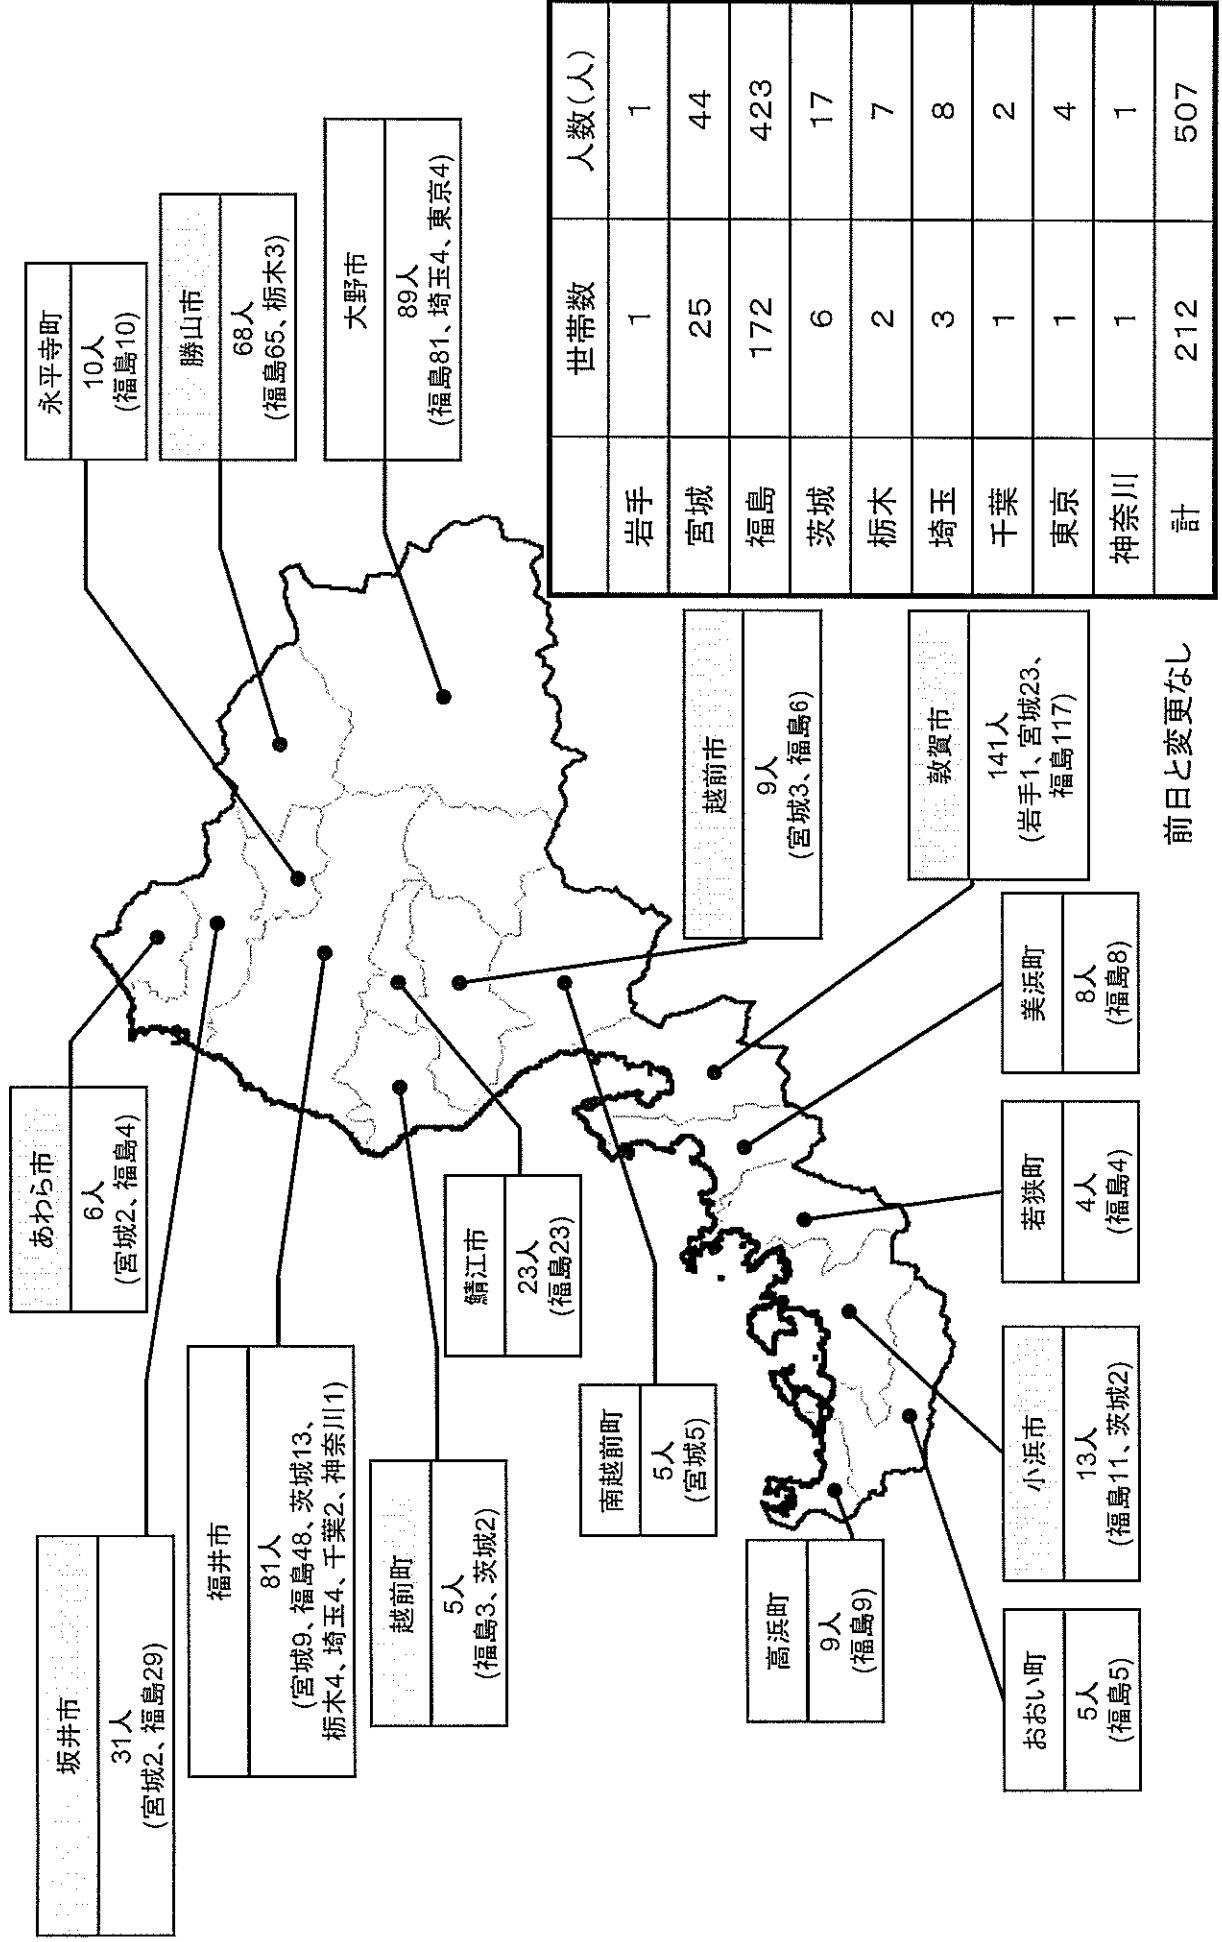 坂井市
31人
(宮城2、福島29)
あわら市
6人
(宮城2、福島4)
永平寺町
10人
(福島10)
勝山市
68人
(福島65、栃木3)
大野市
89人
(福島81、埼玉4、東京4)
福井市
81人
(宮城9、福島48、茨城13、
栃木4、埼玉4、千葉2、神奈川1)
越前町
5人
(福島3、茨城2)
鯖江市
23人
(福島23)
南越前町
5人
(宮城5)
越前市
9人
(宮城3、福島6)
高浜町
9人
(福島9)
敦賀市
141人
(岩手1、宮城23、
福島117)
おおい町
5人
(福島5)
小浜市
13人
(福島11、茨城2)
若狭町
4人
(福島4)
美浜町
8人
(福島8)
世帯数 人数(人)
岩手 1 1
宮城 25 44
福島 172 423
茨城 6 17
栃木 2 7
埼玉 3 8
千葉 1 2
東京 1 4
神奈川 1 1
計 212 507
前日と変更なし